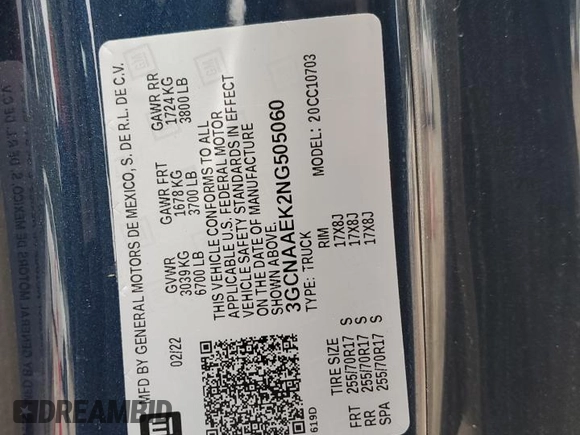 MFD BY GENERAL MOTORS DE MEXICO, S. DE R.L. DE C.V.
02/22 GVWR GAWR FRT GAWR RR
3039 KG 1678 KG 1724 KG
6700 LB 3700 LB 3800 LB
THIS VEHICLE CONFORMS TO ALL
APPLICABLE U.S. FEDERAL MOTOR
VEHICLE SAFETY STANDARDS IN EFFECT
ON THE DATE OF MANUFACTURE
SHOWN ABOVE.
3GCNAAEK2NG505060
TYPE: TRUCK MODEL: 20CC10703
TIRE SIZE RIM
FRT 255/70R17 S 17X8J
RR 255/70R17 S 17X8J
SPA 255/70R17 S 17X8J
619D
GM
DREAMBID